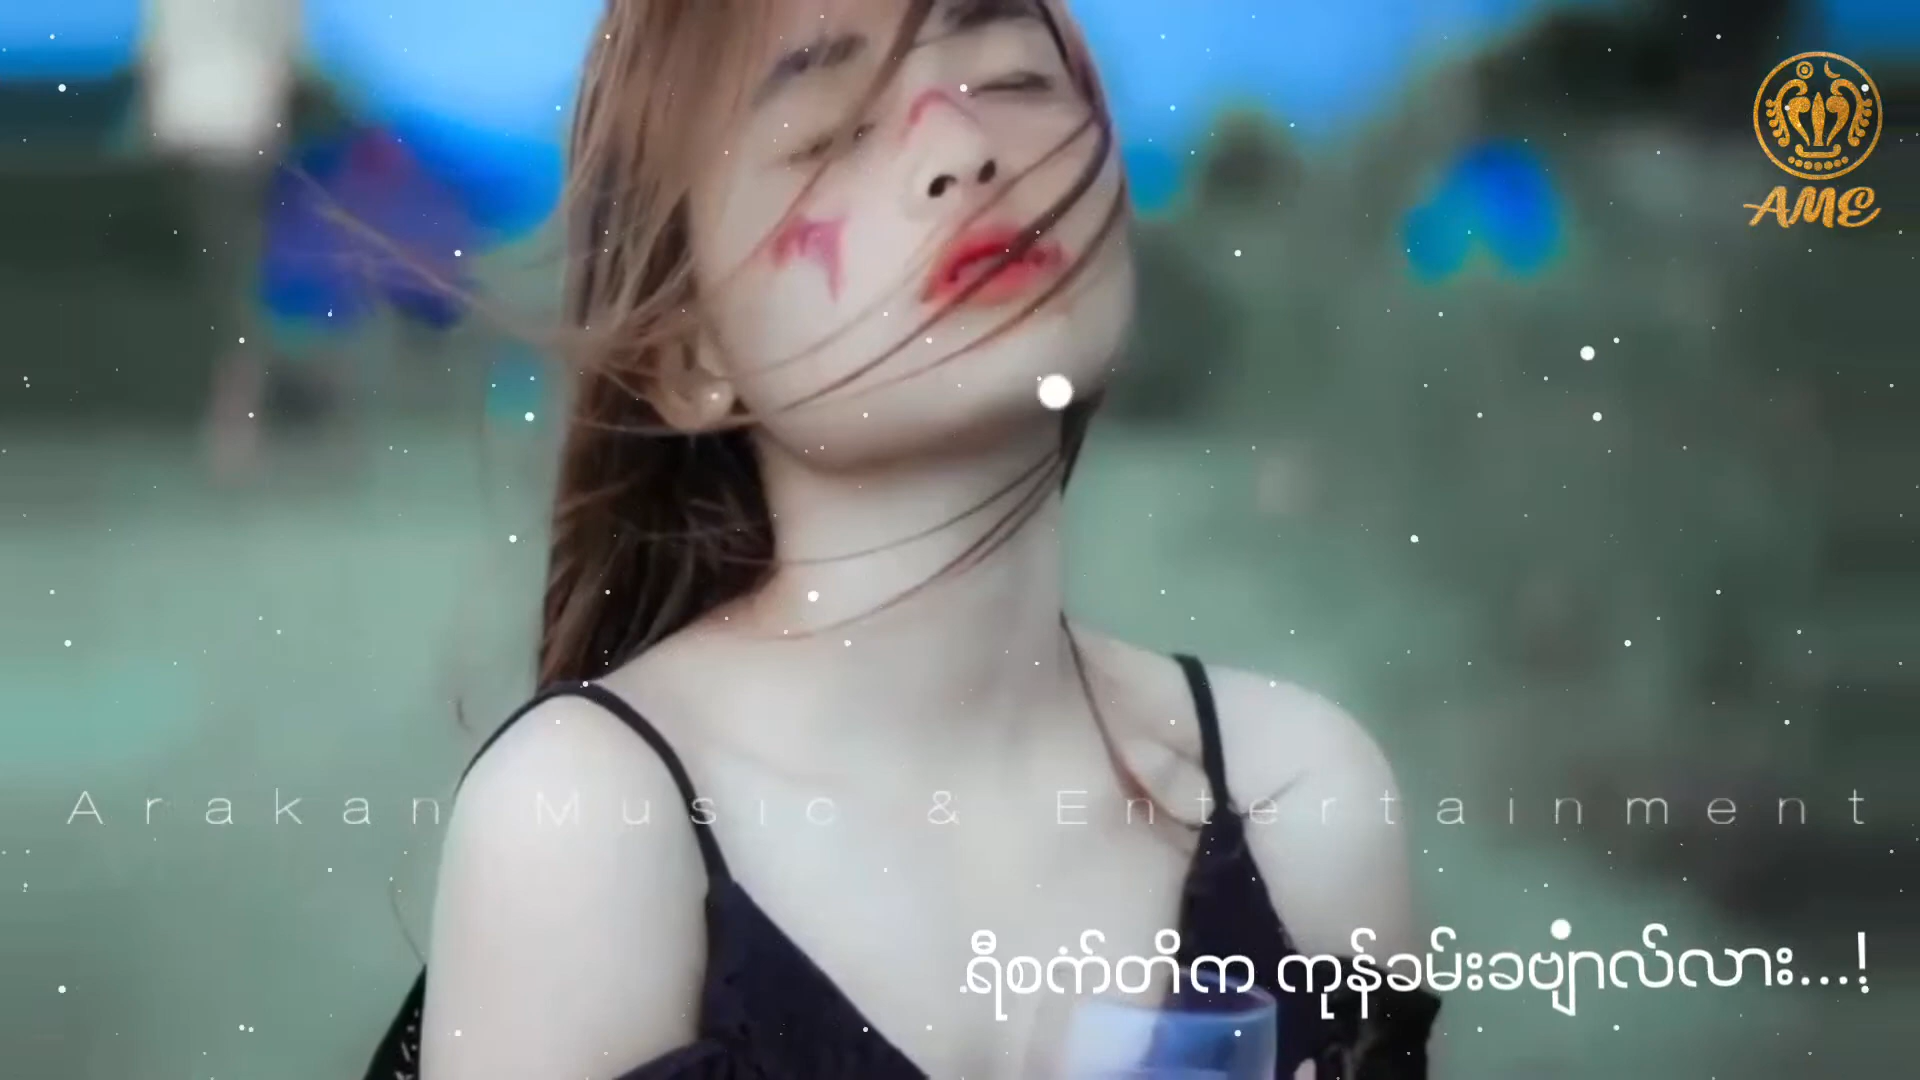 AME
Arakan Music & Entertainment
ရီစက်တိက ကုန်ခမ်းခဗျာလ်လား...!